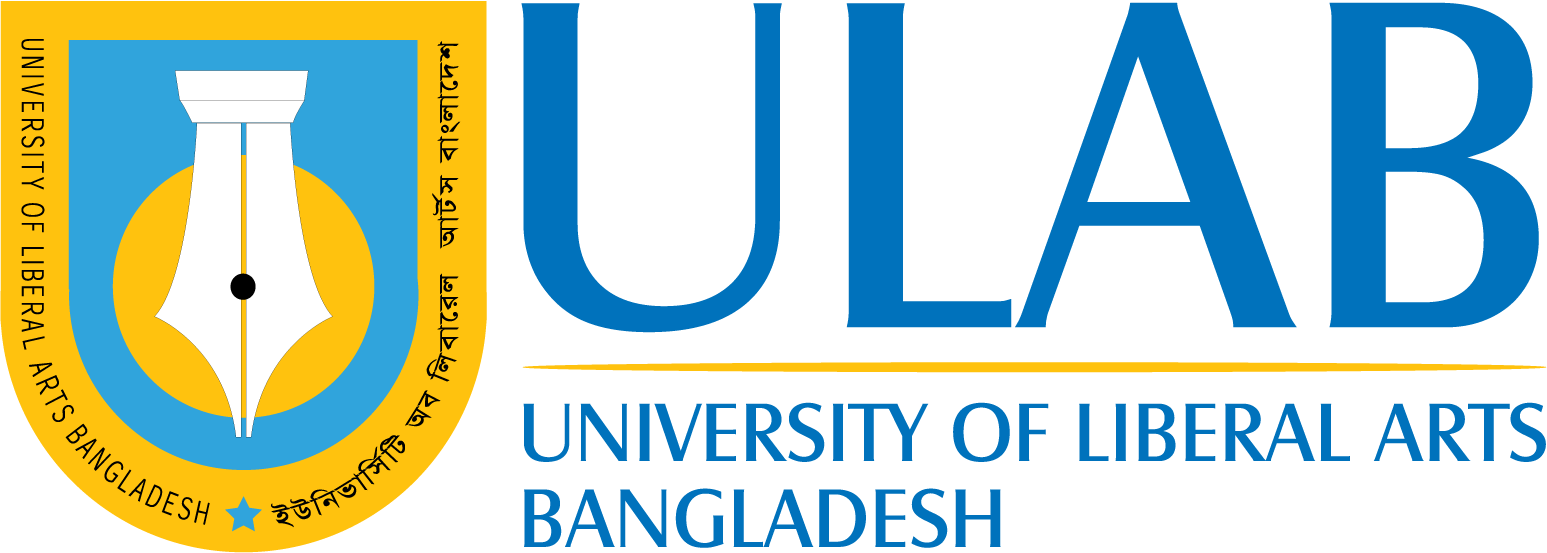 UNIVERSITY OF LIBERAL ARTS BANGLADESH
ইউনিভার্সিটি অব লিবারেল আর্টস বাংলাদেশ
ULAB
UNIVERSITY OF LIBERAL ARTS
BANGLADESH